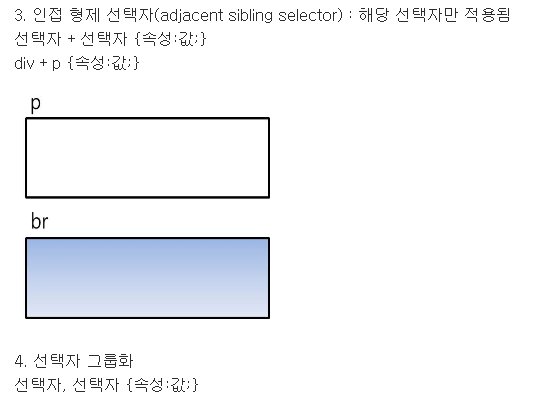 3. 인접 형제 선택자(adjacent sibling selector) : 해당 선택자만 적용됨
선택자 + 선택자 {속성:값;}
div + p {속성:값;}
p
br
4. 선택자 그룹화
선택자, 선택자 {속성:값;}